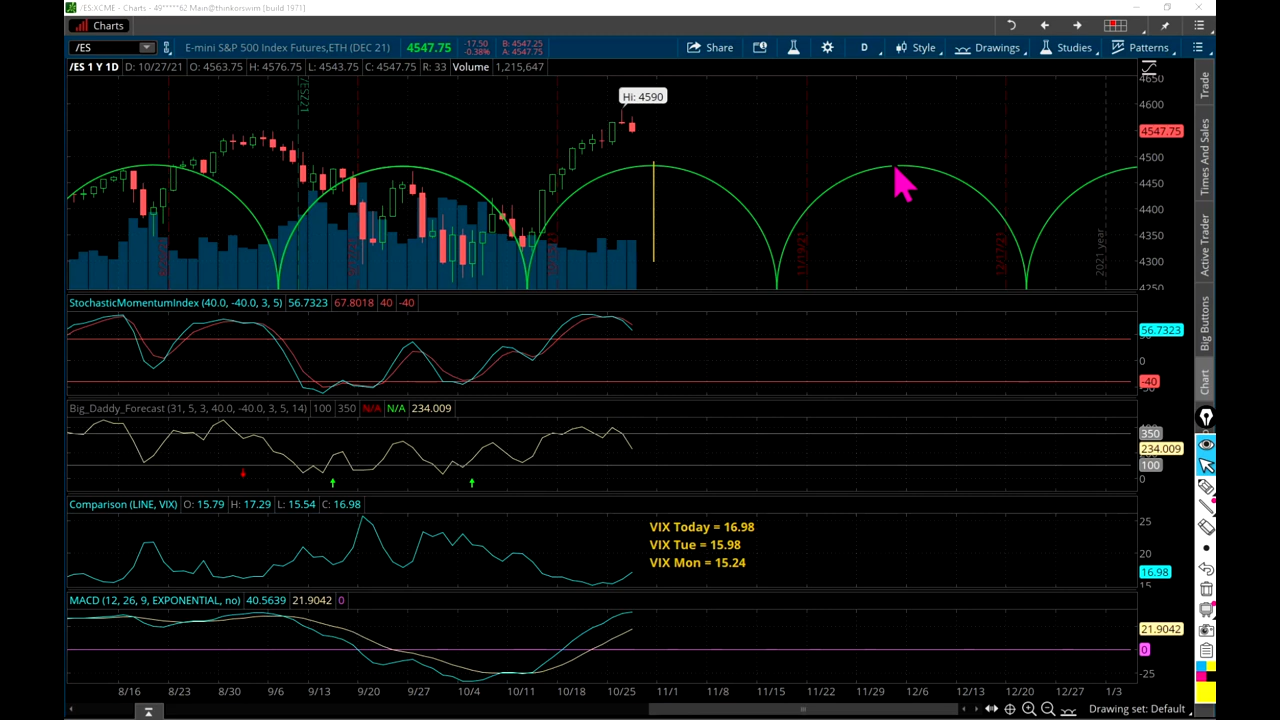 /ES:XCME - Charts - 49*****62 Main@thinkorswim [build 1971]
Charts
/ES E-mini S&P 500 Index Futures,ETH (DEC 21) 4547.75 -17.50 -0.38% B: 4547.25 A: 4547.75 Share D Style Drawings Studies Patterns
/ES 1 Y 1D D: 10/27/21 O: 4563.75 H: 4576.75 L: 4543.75 C: 4547.75 R: 33 Volume 1,215,647
/ESZ21
Hi: 4590
4650
4600
4547.75
4500
4450
4400
4350
4300
4250
11/19/21
12/17/21
2021 year
StochasticMomentumIndex (40.0, -40.0, 3, 5) 56.7323 67.8018 40 -40
56.7323
0
-40
Big_Daddy_Forecast (31, 5, 3, 40.0, -40.0, 3, 5, 14) 100 350 N/A N/A 234.009
350
234.009
100
0
Comparison (LINE, VIX) O: 15.79 H: 17.29 L: 15.54 C: 16.98
VIX Today = 16.98
VIX Tue = 15.98
VIX Mon = 15.24
25
20
16.98
15
MACD (12, 26, 9, EXPONENTIAL, no) 40.5639 21.9042 0
21.9042
0
-25
8/16 8/23 8/30 9/6 9/13 9/20 9/27 10/4 10/11 10/18 10/25 11/1 11/8 11/15 11/22 11/29 12/6 12/13 12/20 12/27 1/3
Drawing set: Default
Trade
Times And Sales
Active Trader
Big Buttons
Chart